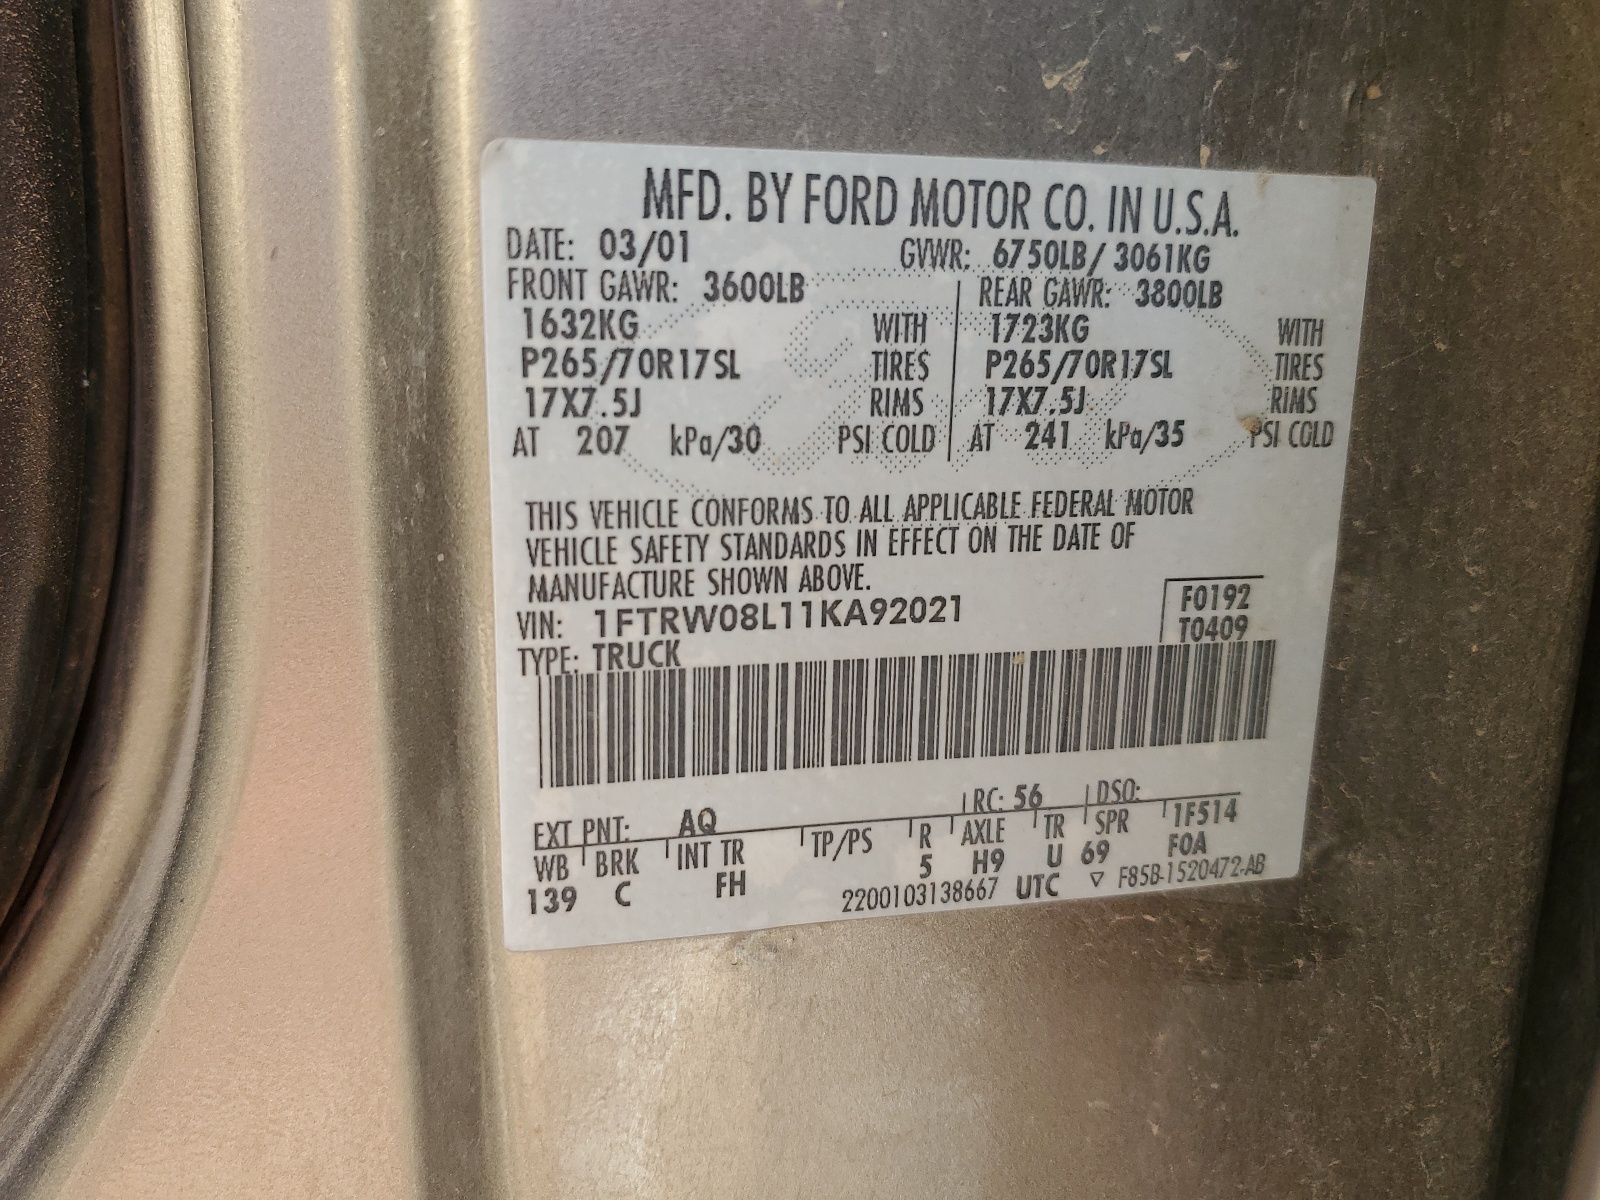 MFD. BY FORD MOTOR CO. IN U.S.A.
DATE: 03/01 GVWR: 6750LB/ 3061KG
FRONT GAWR: 3600LB REAR GAWR: 3800LB
1632KG WITH 1723KG WITH
P265/70R17SL TIRES P265/70R17SL TIRES
17X7.5J RIMS 17X7.5J RIMS
AT 207 kPa/30 PSI COLD AT 241 kPa/35 PSI COLD
THIS VEHICLE CONFORMS TO ALL APPLICABLE FEDERAL MOTOR
VEHICLE SAFETY STANDARDS IN EFFECT ON THE DATE OF
MANUFACTURE SHOWN ABOVE.
VIN: 1FTRW08L11KA92021 F0192
TYPE: TRUCK T0409
EXT PNT: AQ RC: 56 DSO:
WB BRK INT TR TP/PS R AXLE TR SPR 1F514
139 C FH 5 H9 U 69 F0A
2200103138667 UTC ▽ F85B-1520472-AB